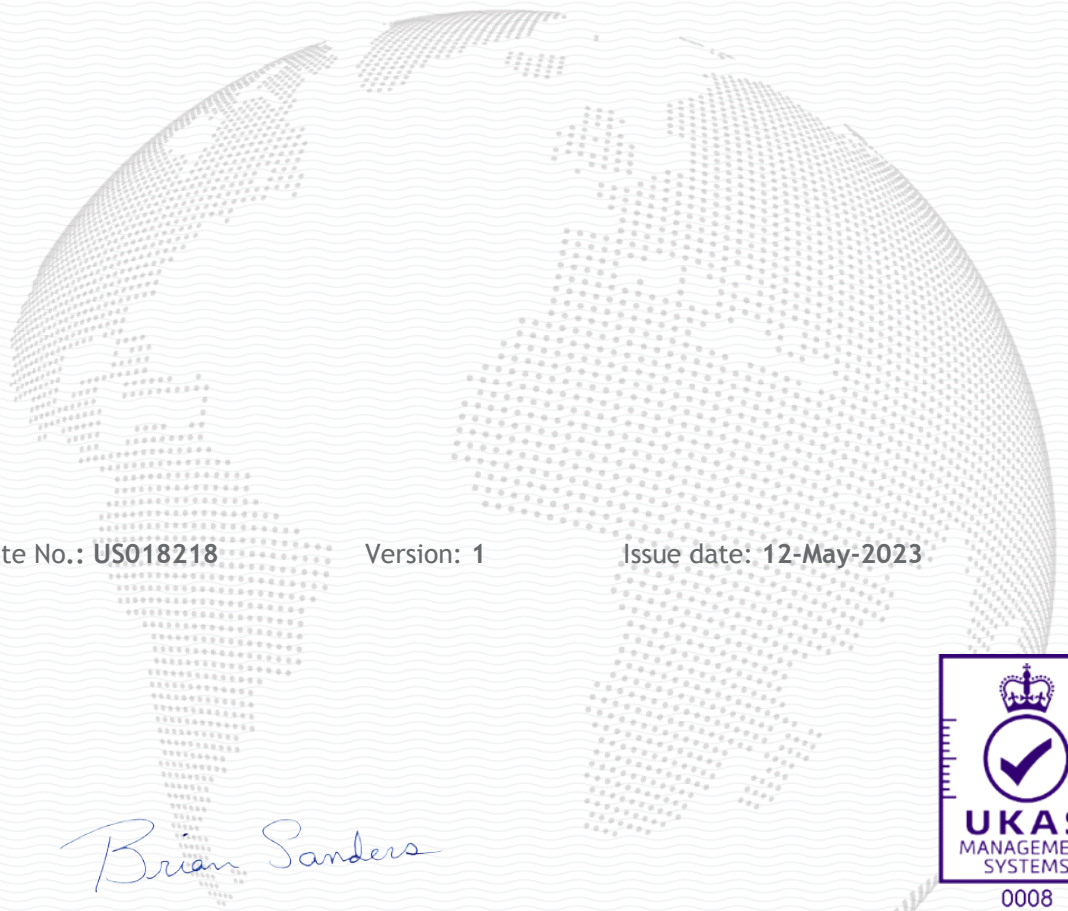 te No.: US018218 Version: 1 Issue date: 12-May-2023
Brian Sanders
UKAS
MANAGEME
SYSTEMS
0008